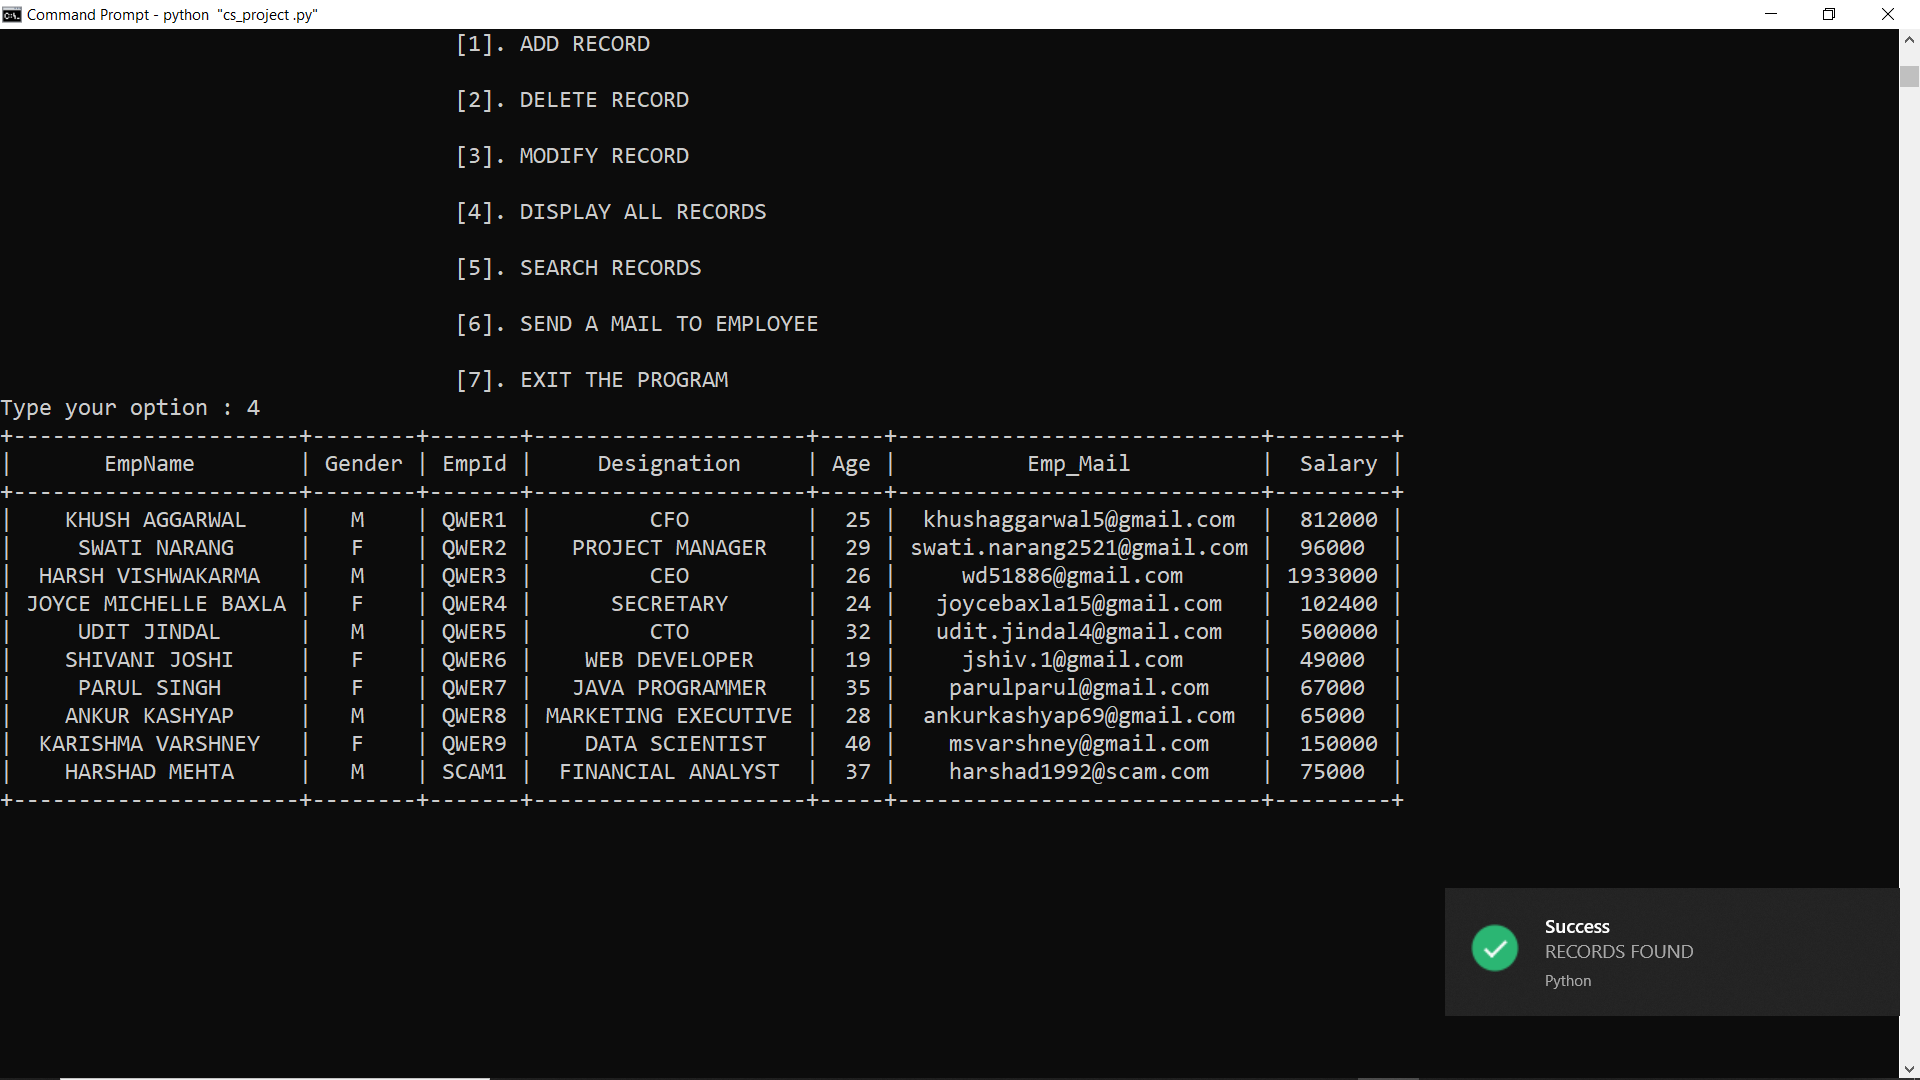 Command Prompt - python  "cs_project .py"
[1]. ADD RECORD
[2]. DELETE RECORD
[3]. MODIFY RECORD
[4]. DISPLAY ALL RECORDS
[5]. SEARCH RECORDS
[6]. SEND A MAIL TO EMPLOYEE
[7]. EXIT THE PROGRAM
Type your option : 4
+----------------------+--------+-------+---------------------+-----+----------------------------+---------+
|       EmpName        | Gender | EmpId |     Designation     | Age |          Emp_Mail          |  Salary |
+----------------------+--------+-------+---------------------+-----+----------------------------+---------+
|    KHUSH AGGARWAL    |   M    | QWER1 |         CFO         |  25 |  khushaggarwal5@gmail.com  |  812000 |
|     SWATI NARANG     |   F    | QWER2 |   PROJECT MANAGER   |  29 | swati.narang2521@gmail.com |  96000  |
|  HARSH VISHWAKARMA   |   M    | QWER3 |         CEO         |  26 |     wd51886@gmail.com      | 1933000 |
| JOYCE MICHELLE BAXLA |   F    | QWER4 |      SECRETARY      |  24 |   joycebaxla15@gmail.com   |  102400 |
|     UDIT JINDAL      |   M    | QWER5 |         CTO         |  32 |   udit.jindal4@gmail.com   |  500000 |
|    SHIVANI JOSHI     |   F    | QWER6 |    WEB DEVELOPER    |  19 |     jshiv.1@gmail.com      |  49000  |
|     PARUL SINGH      |   F    | QWER7 |   JAVA PROGRAMMER   |  35 |    parulparul@gmail.com    |  67000  |
|    ANKUR KASHYAP     |   M    | QWER8 | MARKETING EXECUTIVE |  28 |  ankurkashyap69@gmail.com  |  65000  |
|  KARISHMA VARSHNEY   |   F    | QWER9 |    DATA SCIENTIST   |  40 |    msvarshney@gmail.com    |  150000 |
|    HARSHAD MEHTA     |   M    | SCAM1 |  FINANCIAL ANALYST  |  37 |    harshad1992@scam.com    |  75000  |
+----------------------+--------+-------+---------------------+-----+----------------------------+---------+
Success
RECORDS FOUND
Python